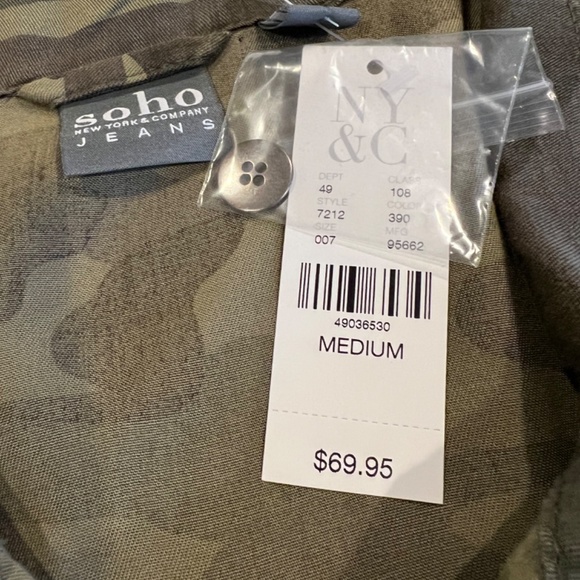 soho
NEW YORK & COMPANY
JEANS
NY
&C
DEPT CLASS
49 108
STYLE COLOR
7212 390
SIZE MFG
007 95662
49036530
MEDIUM
$69.95